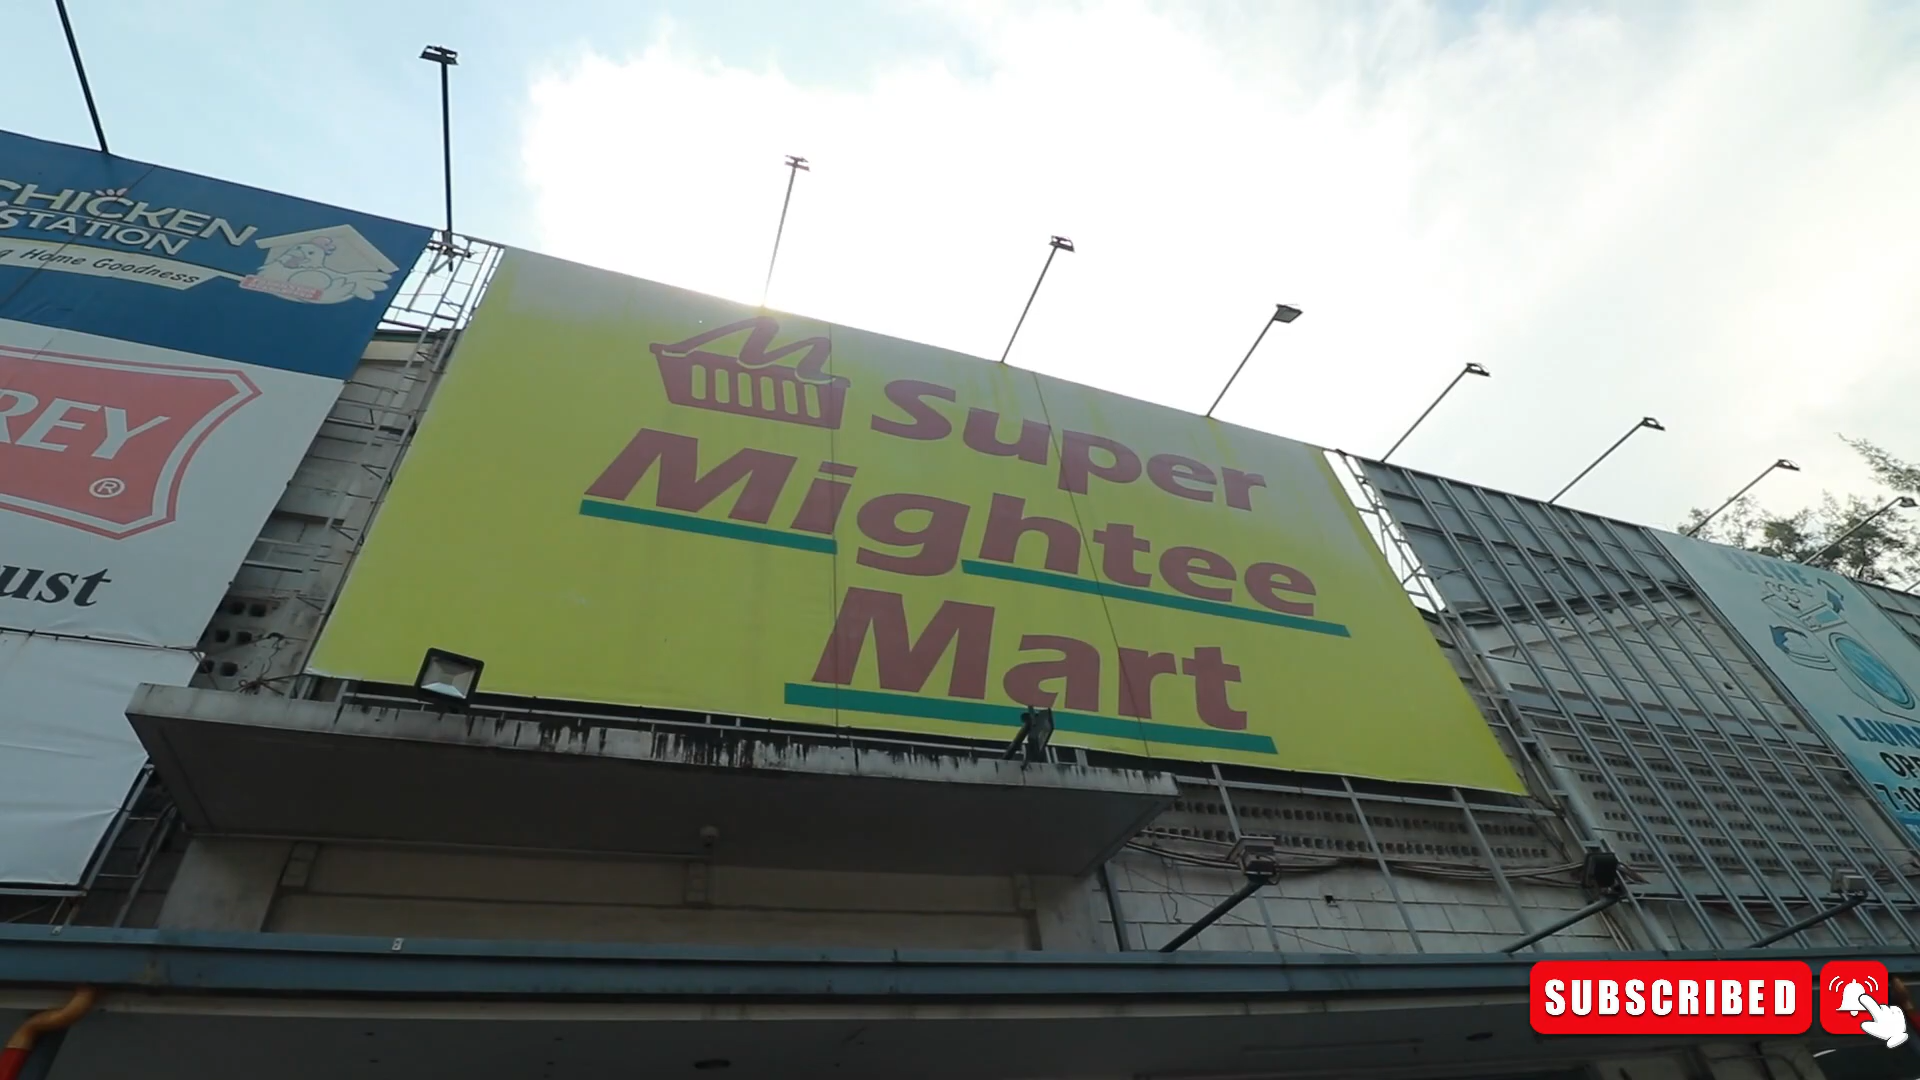 CHICKEN
STATION
Home Goodness
REY
®
ust
Super
Mightee
Mart
SUBSCRIBED